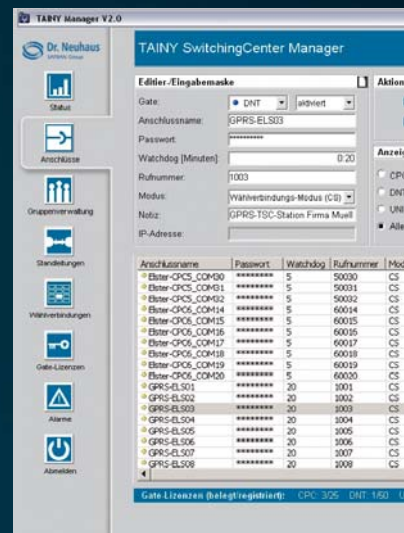 TAINY Manager V2.0
Dr. Neuhaus
SAGEM Group
TAINY SwitchingCenter Manager
Status
Anschlüsse
Gruppenverwaltung
Standleitungen
Wählverbindungen
Gate-Lizenzen
Alarme
Abmelden
Editier-/Eingabemaske
Aktion
Gate: DNT aktiviert
Anschlussname: GPRS-ELS03
Passwort **********
Watchdog [Minuten]: 0:20
Rufnummer: 1003
Modus: Wählverbindungs-Modus (CS)
Notiz: GPRS-TSC-Station Firma Muell
IP-Adresse:
Anzeig
CPC
DNT
UNI
Alle
Anschlussname Passwort Watchdog Rufnummer Mod
Elster-CPC5_COM30 ********* 5 50030 CS
Elster-CPC5_COM31 ********* 5 50031 CS
Elster-CPC5_COM32 ********* 5 50032 CS
Elster-CPC6_COM14 ********* 5 60014 CS
Elster-CPC6_COM15 ********* 5 60015 CS
Elster-CPC6_COM16 ********* 5 60016 CS
Elster-CPC6_COM17 ********* 5 60017 CS
Elster-CPC6_COM18 ********* 5 60018 CS
Elster-CPC6_COM19 ********* 5 60019 CS
Elster-CPC6_COM20 ********* 5 60020 CS
GPRS-ELS01 ********* 20 1001 CS
GPRS-ELS02 ********* 20 1002 CS
GPRS-ELS03 ********* 20 1003 CS
GPRS-ELS04 ********* 20 1004 CS
GPRS-ELS05 ********* 20 1005 CS
GPRS-ELS06 ********* 20 1006 CS
GPRS-ELS07 ********* 20 1007 CS
GPRS-ELS08 ********* 20 1008 CS
Gate-Lizenzen (belegt/registriert): CPC: 3/25 DNT: 1/60 U